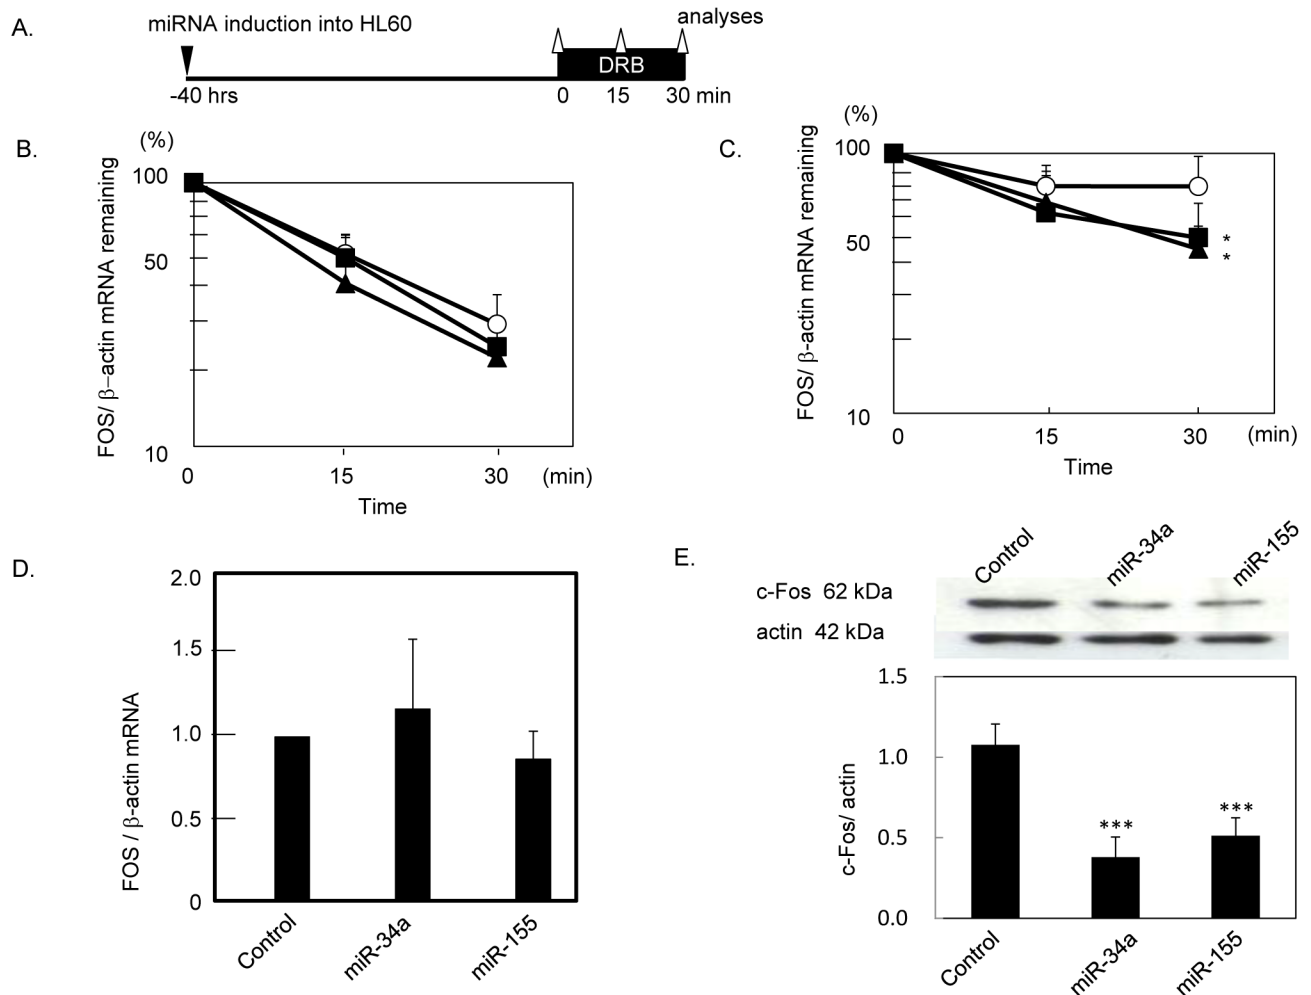 A.
miRNA induction into HL60
analyses
DRB
-40 hrs
0 15 30 min
B.
(%)
FOS/ β−actin mRNA remaining
100
50
10
0 15 30 (min)
Time
C.
(%)
FOS/ β-actin mRNA remaining
100
50
10
*
*
0 15 30 (min)
Time
D.
FOS / β-actin mRNA
2.0
1.5
1.0
0.5
0
Control
miR-34a
miR-155
E.
Control
miR-34a
miR-155
c-Fos 62 kDa
actin 42 kDa
c-Fos/ actin
1.5
1.0
0.5
0.0
***
***
Control
miR-34a
miR-155